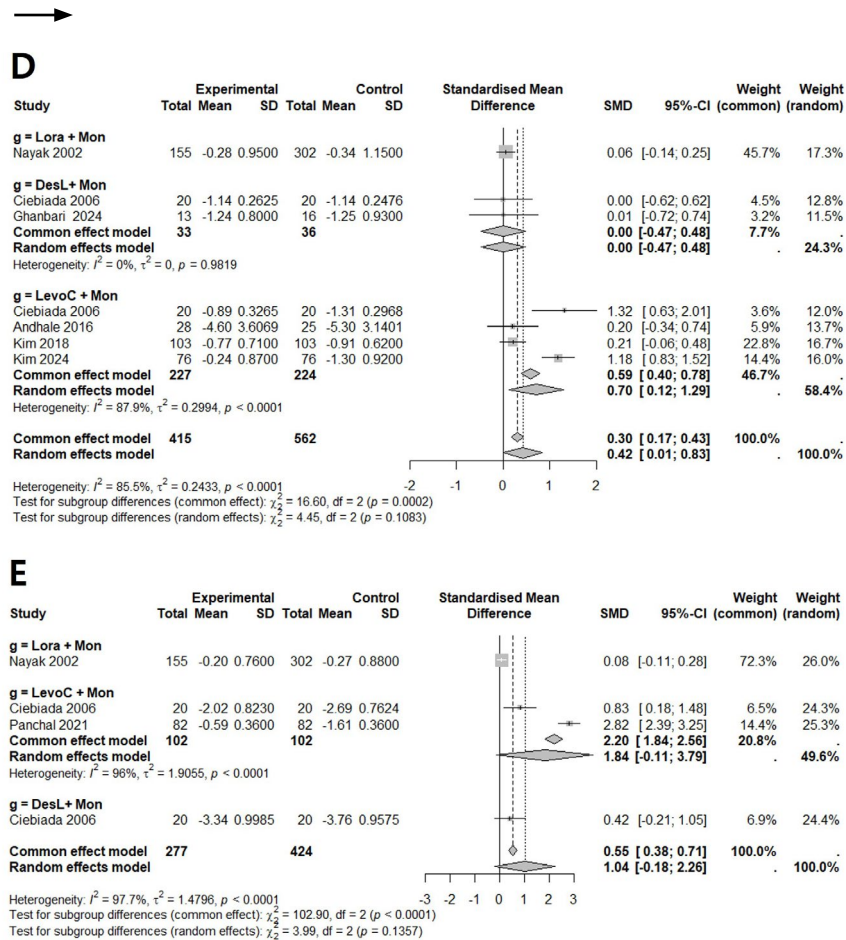 D
Experimental Control Standardised Mean Weight Weight
Study Total Mean SD Total Mean SD Difference SMD 95%-CI (common) (random)
g = Lora + Mon
Nayak 2002 155 -0.28 0.9500 302 -0.34 1.1500 0.06 [-0.14; 0.25] 45.7% 17.3%
g = DesL+ Mon
Ciebiada 2006 20 -1.14 0.2625 20 -1.14 0.2476 0.00 [-0.62; 0.62] 4.5% 12.8%
Ghanbari 2024 13 -1.24 0.8000 16 -1.25 0.9300 0.01 [-0.72; 0.74] 3.2% 11.5%
Common effect model 33 36 0.00 [-0.47; 0.48] 7.7% .
Random effects model 0.00 [-0.47; 0.48] . 24.3%
Heterogeneity: I² = 0%, τ² = 0, p = 0.9819
g = LevoC + Mon
Ciebiada 2006 20 -0.89 0.3265 20 -1.31 0.2968 1.32 [ 0.63; 2.01] 3.6% 12.0%
Andhale 2016 28 -4.60 3.6069 25 -5.30 3.1401 0.20 [-0.34; 0.74] 5.9% 13.7%
Kim 2018 103 -0.77 0.7100 103 -0.91 0.6200 0.21 [-0.06; 0.48] 22.8% 16.7%
Kim 2024 76 -0.24 0.8700 76 -1.30 0.9200 1.18 [ 0.83; 1.52] 14.4% 16.0%
Common effect model 227 224 0.59 [ 0.40; 0.78] 46.7% .
Random effects model 0.70 [ 0.12; 1.29] . 58.4%
Heterogeneity: I² = 87.9%, τ² = 0.2994, p < 0.0001
Common effect model 415 562 0.30 [ 0.17; 0.43] 100.0% .
Random effects model 0.42 [ 0.01; 0.83] . 100.0%
Heterogeneity: I² = 85.5%, τ² = 0.2433, p < 0.0001
-2 -1 0 1 2
Test for subgroup differences (common effect): χ²₂ = 16.60, df = 2 (p = 0.0002)
Test for subgroup differences (random effects): χ²₂ = 4.45, df = 2 (p = 0.1083)
E
Experimental Control Standardised Mean Weight Weight
Study Total Mean SD Total Mean SD Difference SMD 95%-CI (common) (random)
g = Lora + Mon
Nayak 2002 155 -0.20 0.7600 302 -0.27 0.8800 0.08 [-0.11; 0.28] 72.3% 26.0%
g = LevoC + Mon
Ciebiada 2006 20 -2.02 0.8230 20 -2.69 0.7624 0.83 [ 0.18; 1.48] 6.5% 24.3%
Panchal 2021 82 -0.59 0.3600 82 -1.61 0.3600 2.82 [ 2.39; 3.25] 14.4% 25.3%
Common effect model 102 102 2.20 [ 1.84; 2.56] 20.8% .
Random effects model 1.84 [-0.11; 3.79] . 49.6%
Heterogeneity: I² = 96%, τ² = 1.9055, p < 0.0001
g = DesL+ Mon
Ciebiada 2006 20 -3.34 0.9985 20 -3.76 0.9575 0.42 [-0.21; 1.05] 6.9% 24.4%
Common effect model 277 424 0.55 [ 0.38; 0.71] 100.0% .
Random effects model 1.04 [-0.18; 2.26] . 100.0%
Heterogeneity: I² = 97.7%, τ² = 1.4796, p < 0.0001
-3 -2 -1 0 1 2 3
Test for subgroup differences (common effect): χ²₂ = 102.90, df = 2 (p < 0.0001)
Test for subgroup differences (random effects): χ²₂ = 3.99, df = 2 (p = 0.1357)